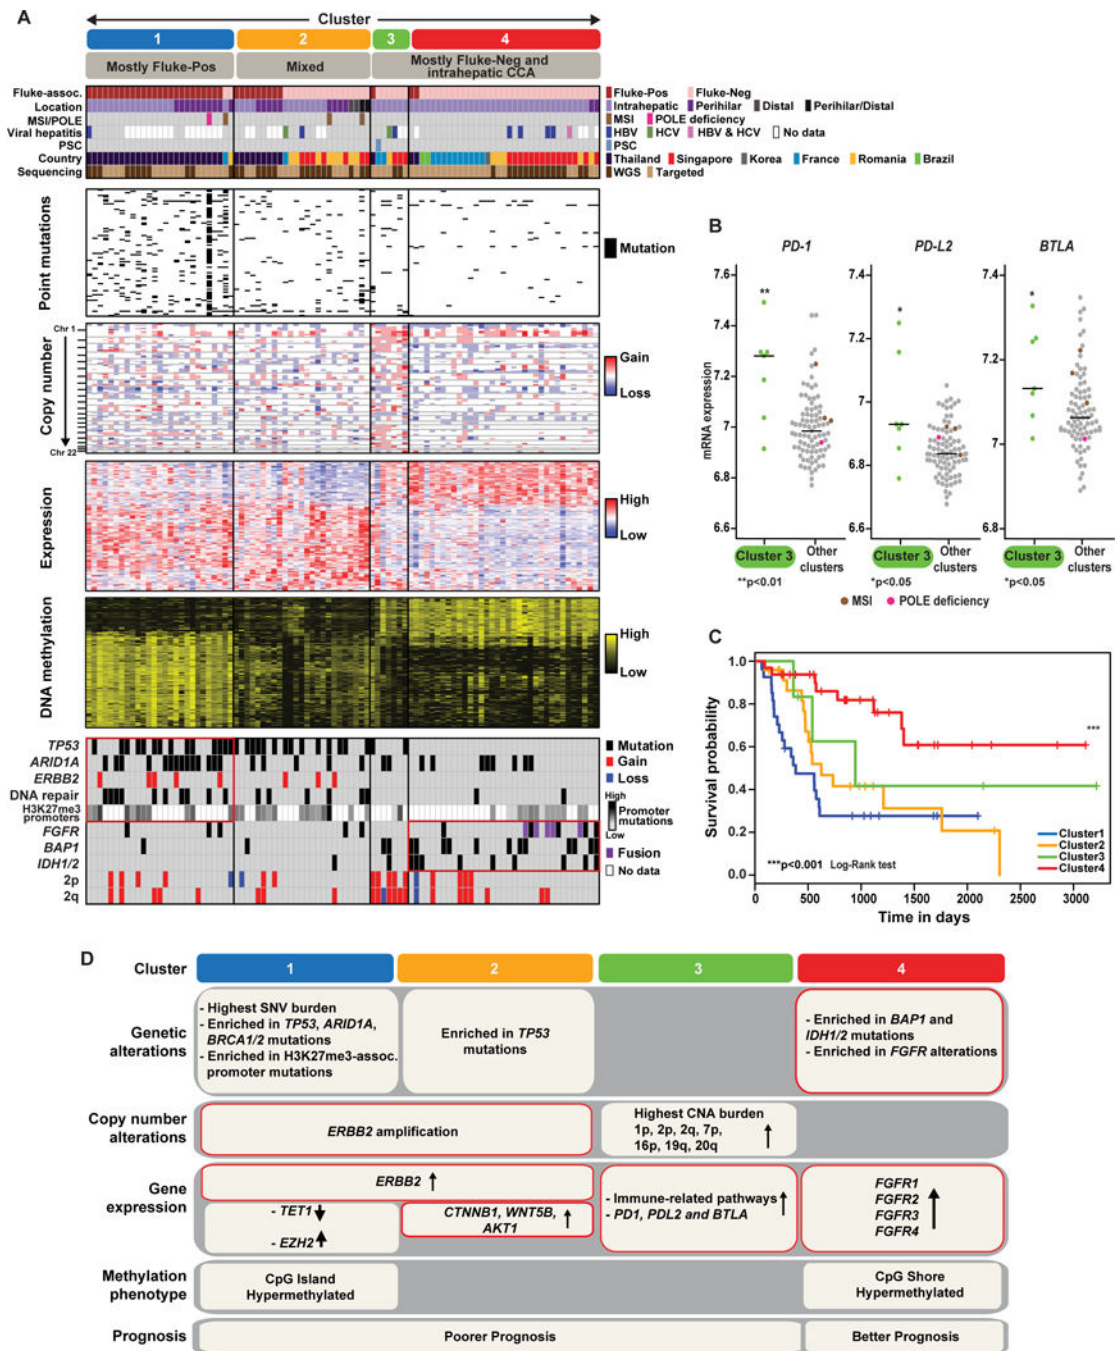 A
Cluster
1
2
3
4
Mostly Fluke-Pos
Mixed
Mostly Fluke-Neg and
intrahepatic CCA
Fluke-assoc.
Fluke-Pos
Fluke-Neg
Location
Intrahepatic
Perihilar
Distal
Perihilar/Distal
MSI/POLE
MSI
POLE deficiency
Viral hepatitis
HBV
HCV
HBV & HCV
No data
PSC
PSC
Country
Thailand
Singapore
Korea
France
Romania
Brazil
Sequencing
WGS
Targeted
Point mutations
Mutation
Copy number
Chr 1
Chr 22
Gain
Loss
Expression
High
Low
DNA methylation
High
Low
TP53
ARID1A
ERBB2
DNA repair
H3K27me3
promoters
FGFR
BAP1
IDH1/2
2p
2q
Mutation
Gain
Loss
High
Promoter
mutations
Low
Fusion
No data
B
PD-1
PD-L2
BTLA
mRNA expression
7.6
7.4
7.2
7
6.8
6.6
**
Cluster 3
Other
clusters
**p<0.01
7.4
7.2
7
6.8
6.6
*
Cluster 3
Other
clusters
*p<0.05
7.4
7.2
7
6.8
*
Cluster 3
Other
clusters
*p<0.05
MSI
POLE deficiency
C
Survival probability
1.0
0.8
0.6
0.4
0.2
0.0
***
***p<0.001 Log-Rank test
Cluster1
Cluster2
Cluster3
Cluster4
0
500
1000
1500
2000
2500
3000
Time in days
D
Cluster
1
2
3
4
Genetic
alterations
- Highest SNV burden
- Enriched in TP53, ARID1A,
BRCA1/2 mutations
- Enriched in H3K27me3-assoc.
promoter mutations
Enriched in TP53
mutations
- Enriched in BAP1 and
IDH1/2 mutations
- Enriched in FGFR alterations
Copy number
alterations
ERBB2 amplification
Highest CNA burden
1p, 2p, 2q, 7p,
16p, 19q, 20q
Gene
expression
ERBB2
- TET1
- EZH2
CTNNB1, WNT5B,
AKT1
- Immune-related pathways
- PD1, PDL2 and BTLA
FGFR1
FGFR2
FGFR3
FGFR4
Methylation
phenotype
CpG Island
Hypermethylated
CpG Shore
Hypermethylated
Prognosis
Poorer Prognosis
Better Prognosis